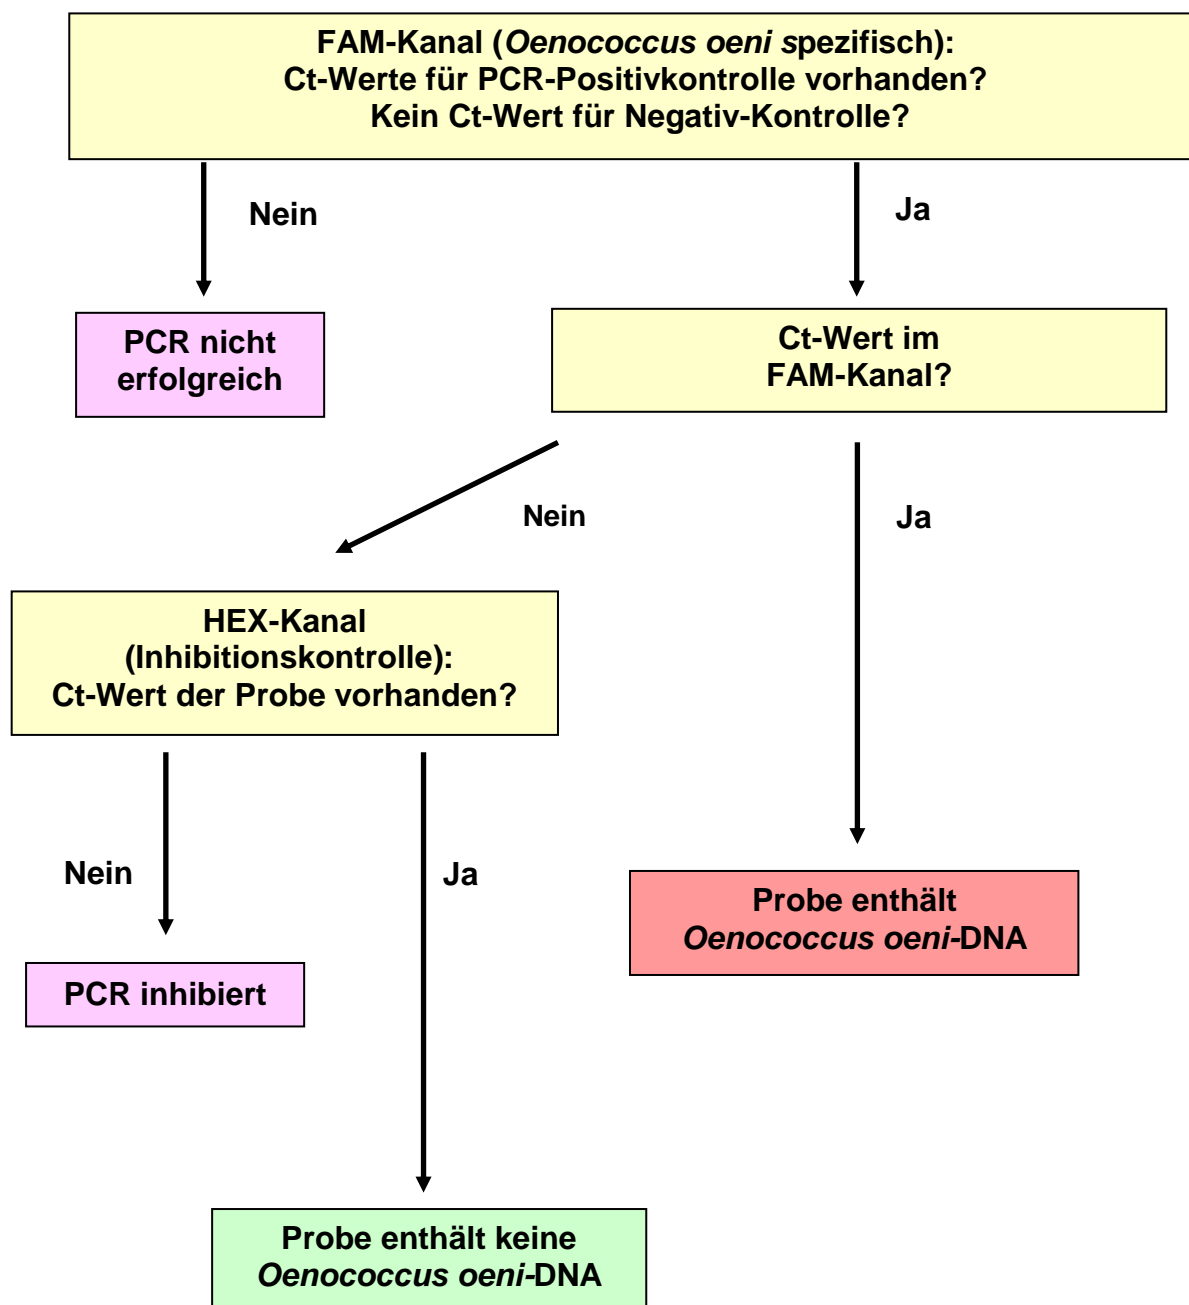 FAM-Kanal (Oenococcus oeni spezifisch):
Ct-Werte für PCR-Positivkontrolle vorhanden?
Kein Ct-Wert für Negativ-Kontrolle?
Nein
Ja
PCR nicht
erfolgreich
Ct-Wert im
FAM-Kanal?
Nein
Ja
HEX-Kanal
(Inhibitionskontrolle):
Ct-Wert der Probe vorhanden?
Nein
Ja
Probe enthält
Oenococcus oeni-DNA
PCR inhibiert
Probe enthält keine
Oenococcus oeni-DNA